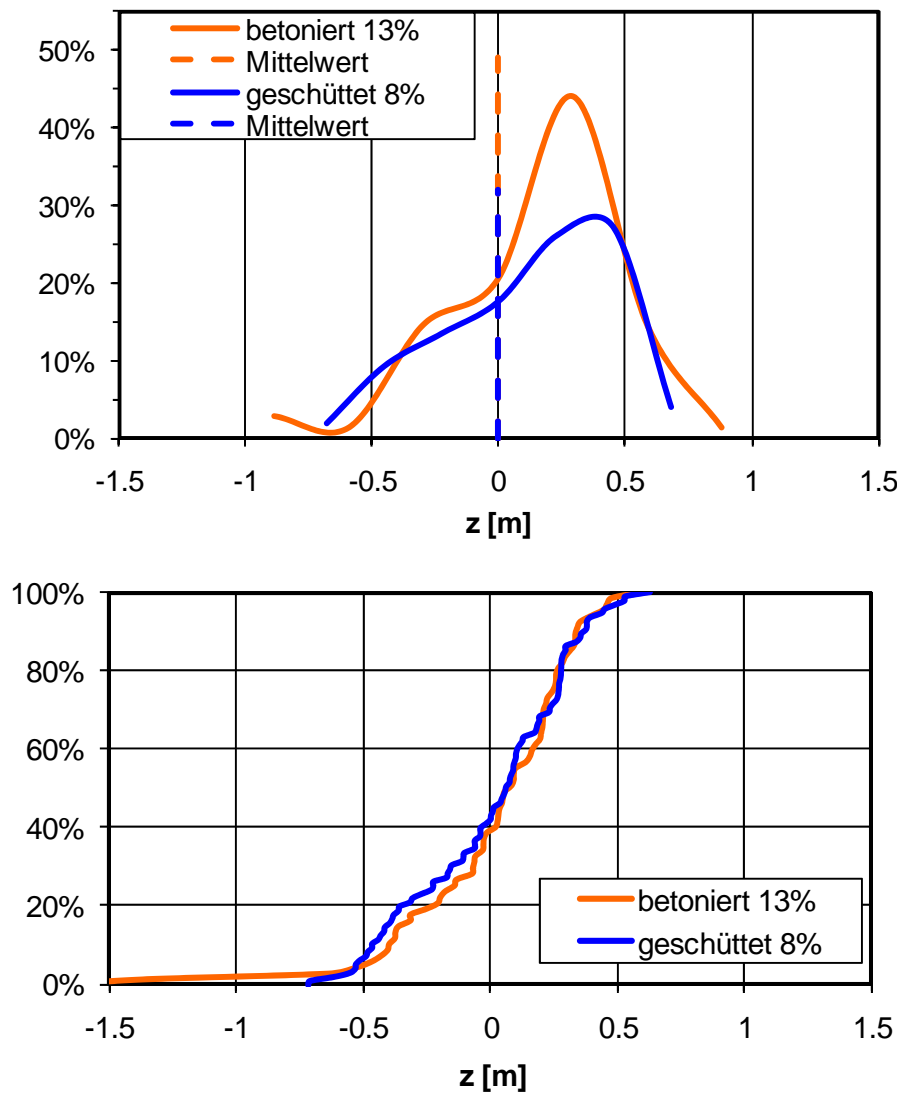 betoniert 13%
Mittelwert
geschüttet 8%
Mittelwert
50%
40%
30%
20%
10%
0%
-1.5 -1 -0.5 0 0.5 1 1.5
z [m]
100%
80%
60%
40%
20%
0%
betoniert 13%
geschüttet 8%
-1.5 -1 -0.5 0 0.5 1 1.5
z [m]